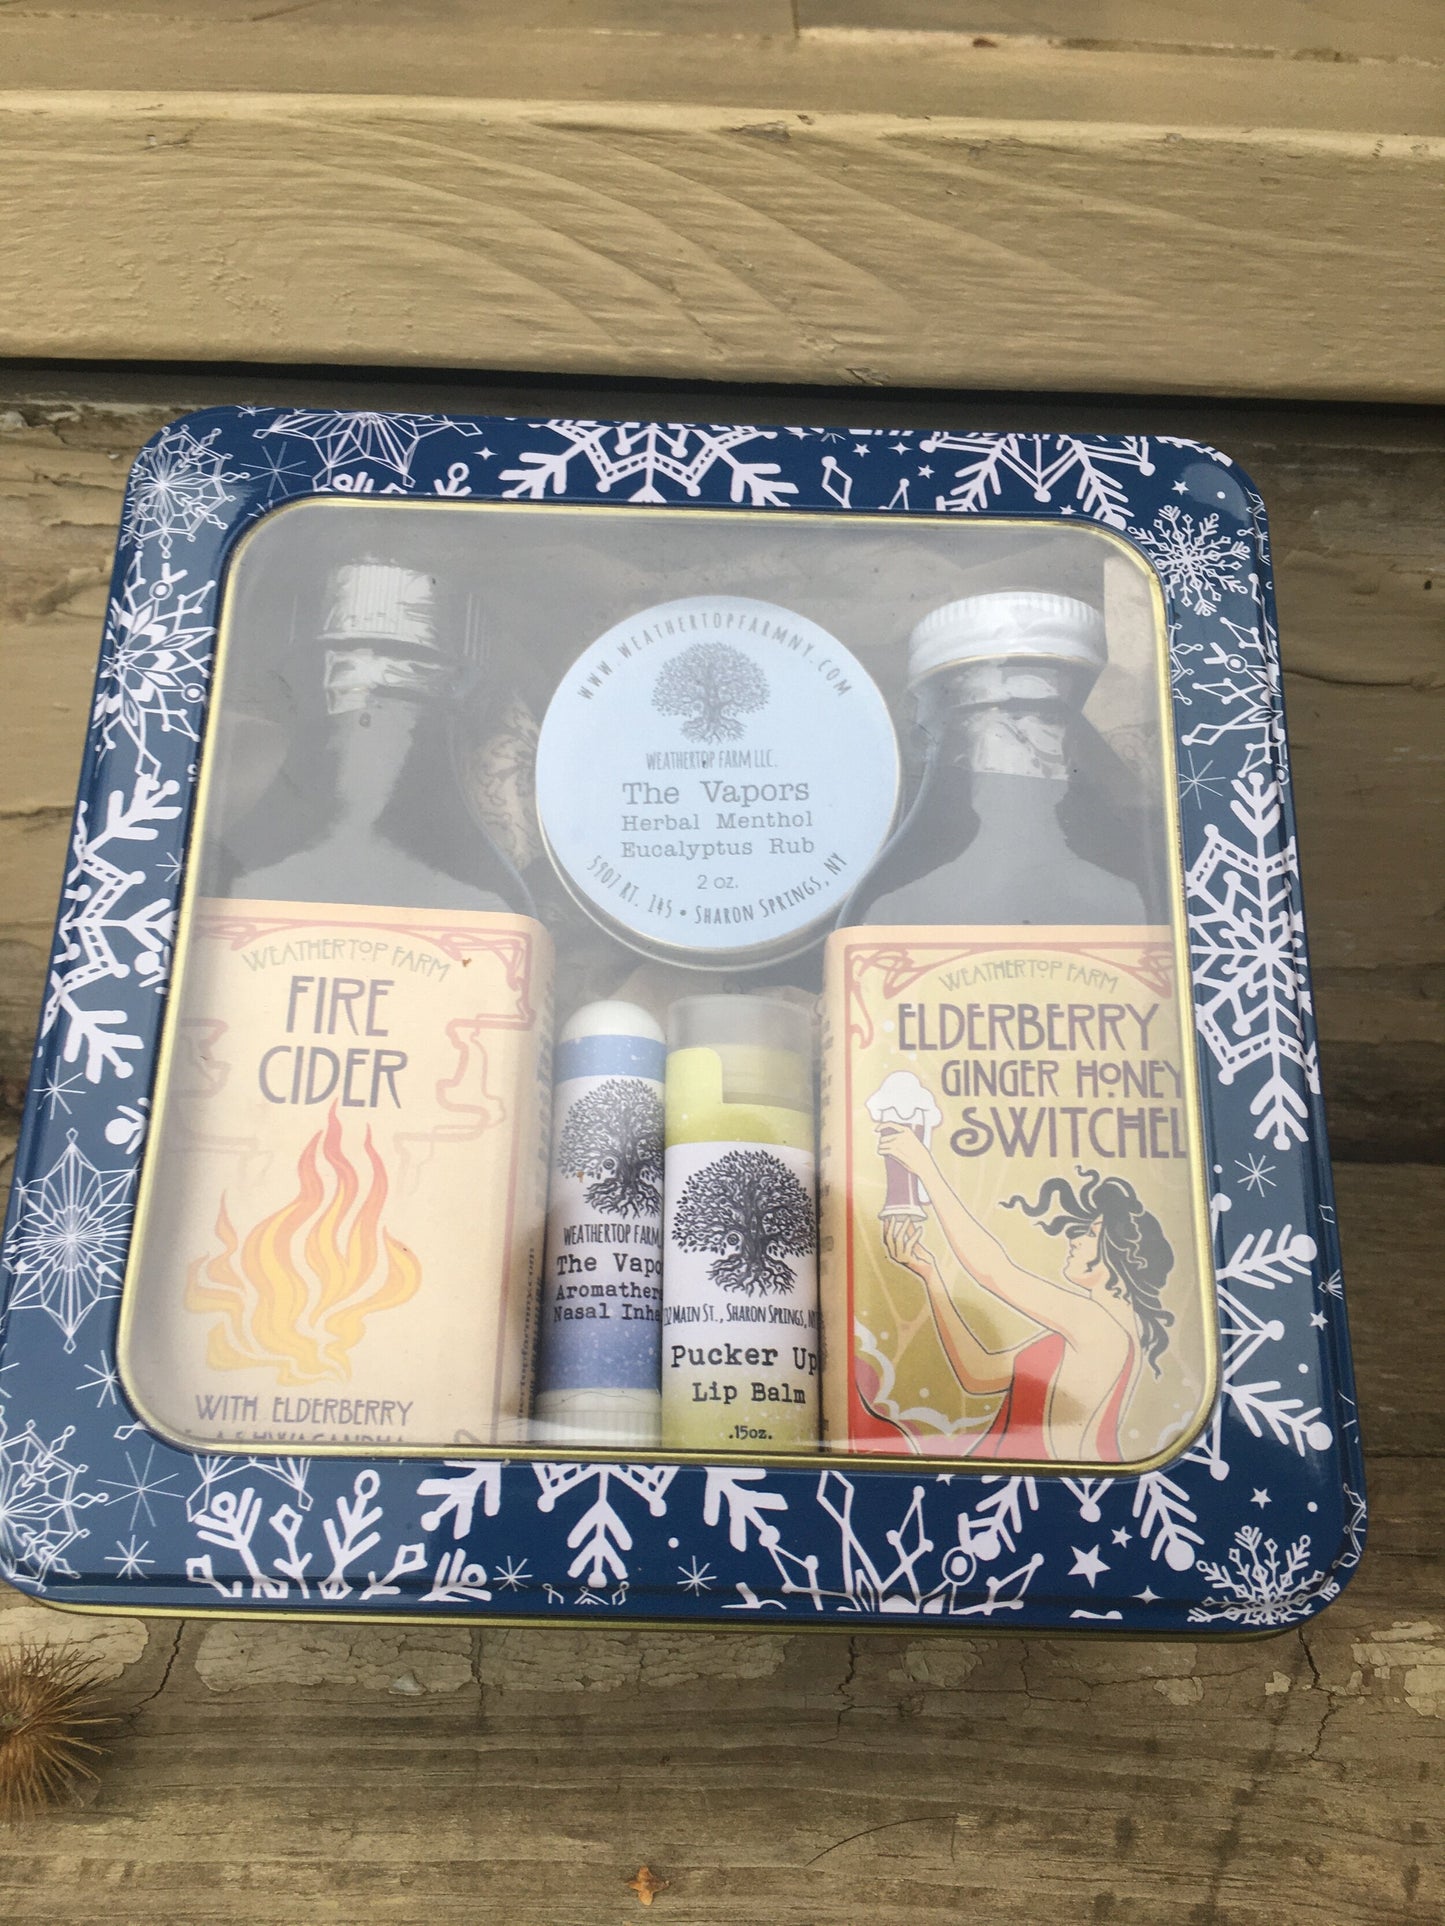 WWW.WEATHERTOPFARMNY.COM
WEATHERTOP FARM LLC.
The Vapors
Herbal Menthol
Eucalyptus Rub
2 oz.
5907 RT. 145 • SHARON SPRINGS, NY
WEATHERTOP FARM
FIRE
CIDER
WITH ELDERBERRY
ASHWAGANDHA
WEATHERTOP FARM
The Vapo
Aromather
Nasal Inha
MAIN ST., SHARON SPRINGS, NY
Pucker Up
Lip Balm
.15oz.
WEATHERTOP FARM
ELDERBERRY
GINGER HONEY
SWITCHEL